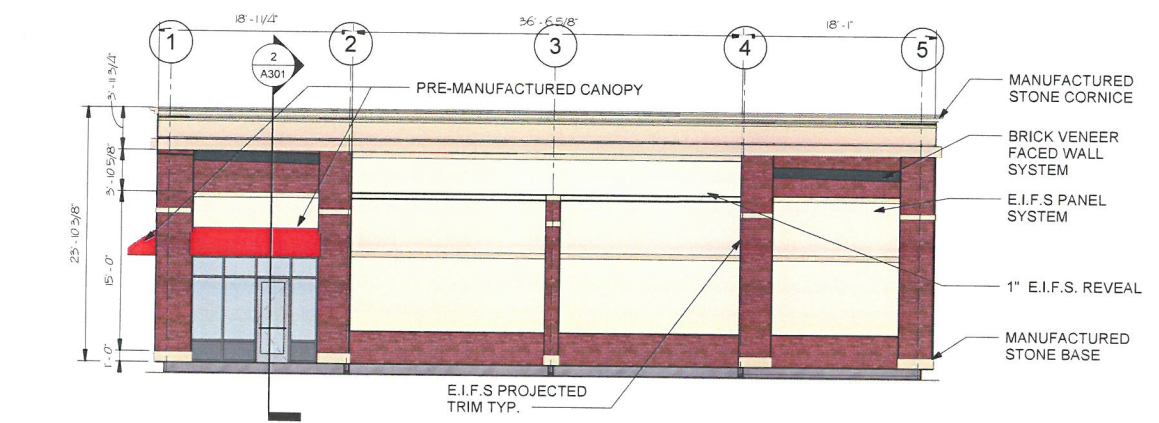 18'-11/4"
36'-6 5/8"
18'-1"
1
2
3
4
5
2
A301
PRE-MANUFACTURED CANOPY
MANUFACTURED
STONE CORNICE
BRICK VENEER
FACED WALL
SYSTEM
E.I.F.S PANEL
SYSTEM
1" E.I.F.S. REVEAL
MANUFACTURED
STONE BASE
E.I.F.S PROJECTED
TRIM TYP.
3'-11 3/4"
3'-10 5/8"
23'-10 3/8"
15'-0"
1'-0"